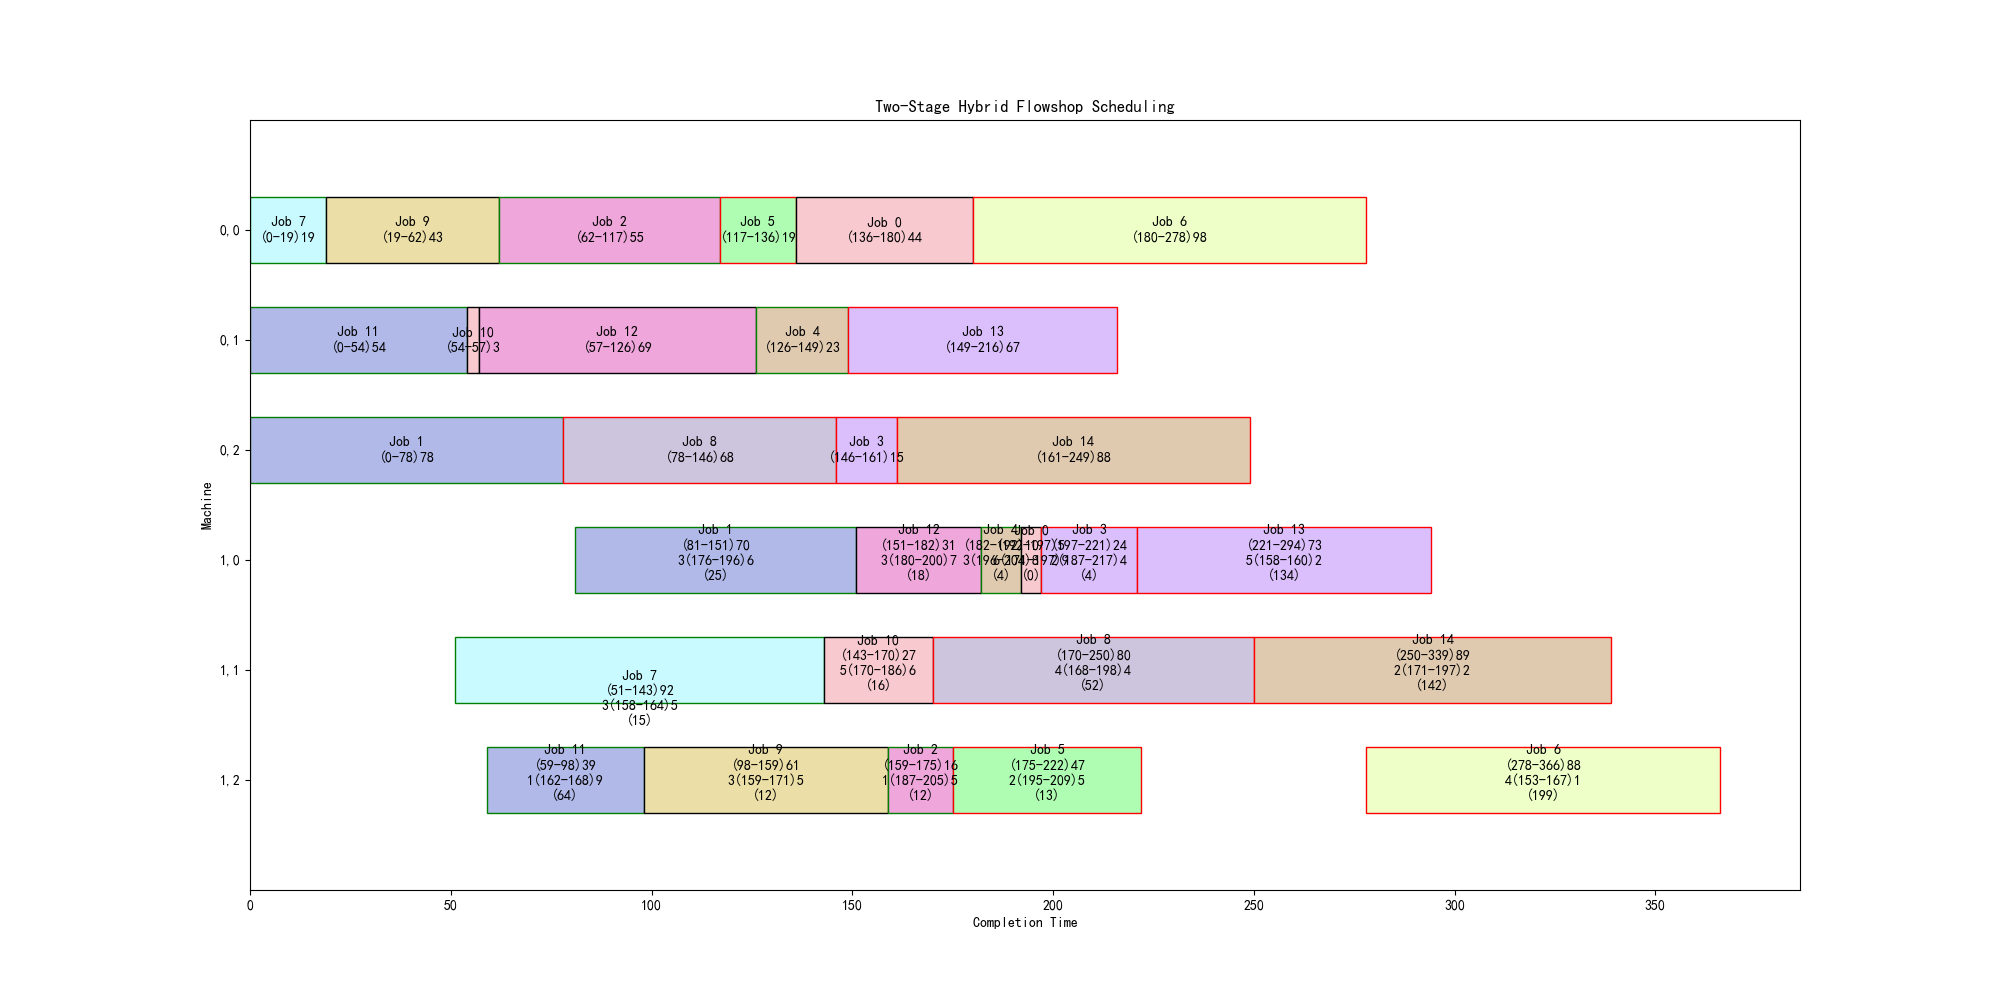 Two-Stage Hybrid Flowshop Scheduling
0,0
Job 7
(0-19)19
Job 9
(19-62)43
Job 2
(62-117)55
Job 5
(117-136)19
Job 0
(136-180)44
Job 6
(180-278)98
0,1
Job 11
(0-54)54
Job 10
(54-57)3
Job 12
(57-126)69
Job 4
(126-149)23
Job 13
(149-216)67
0,2
Job 1
(0-78)78
Job 8
(78-146)68
Job 3
(146-161)15
Job 14
(161-249)88
Machine
1,0
Job 1
(81-151)70
3(176-196)6
(25)
Job 12
(151-182)31
3(180-200)7
(18)
Job 4
(4)
Job 0
(192-197)5
(0)
Job 3
(197-221)24
2(187-217)4
(4)
Job 13
(221-294)73
5(158-160)2
(134)
1,1
Job 7
(51-143)92
3(158-164)5
(15)
Job 10
(143-170)27
5(170-186)6
(16)
Job 8
(170-250)80
4(168-198)4
(52)
Job 14
(250-339)89
2(171-197)2
(142)
1,2
Job 11
(59-98)39
1(162-168)9
(64)
Job 9
(98-159)61
3(159-171)5
(12)
Job 2
(159-175)16
1(187-205)5
(12)
Job 5
(175-222)47
2(195-209)5
(13)
Job 6
(278-366)88
4(153-167)1
(199)
0
50
100
150
200
250
300
350
Completion Time